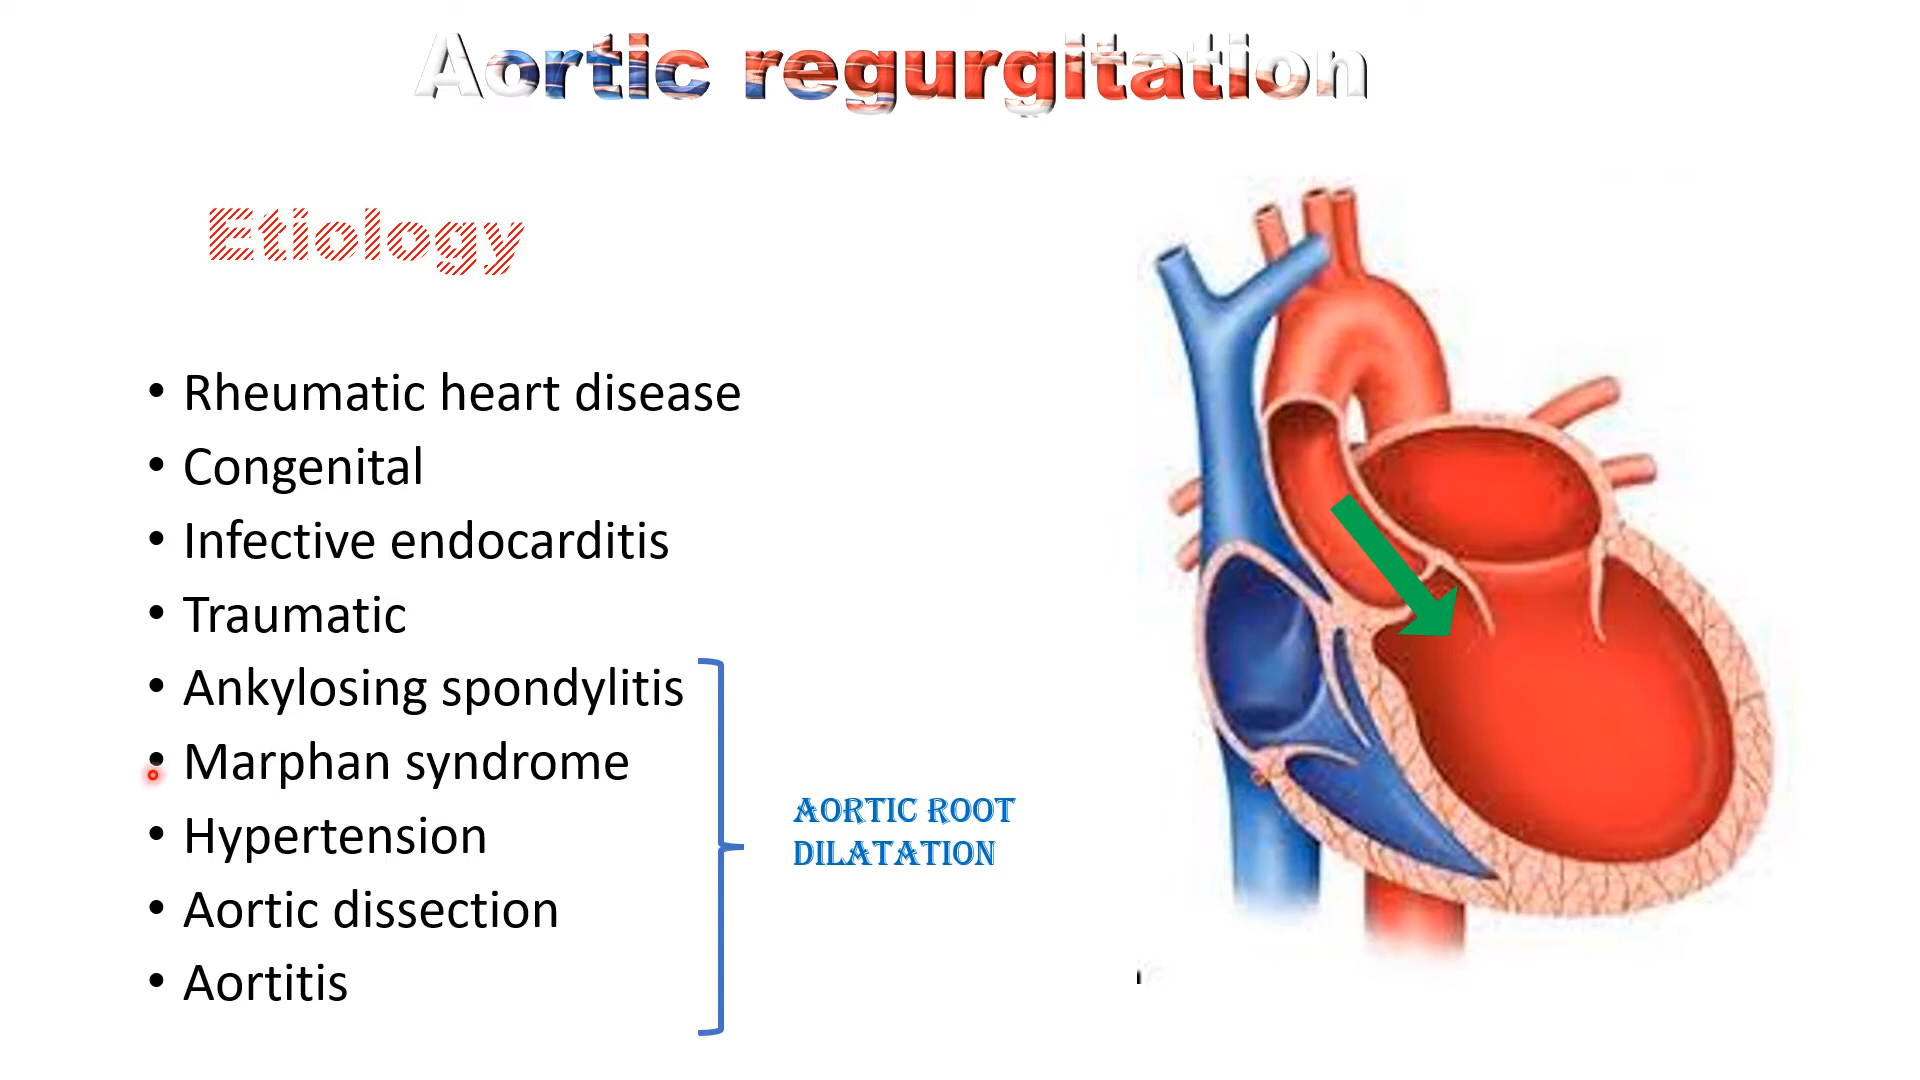 Aortic regurgitation
Etiology
• Rheumatic heart disease
• Congenital
• Infective endocarditis
• Traumatic
• Ankylosing spondylitis
• Marphan syndrome
• Hypertension
• Aortic dissection
• Aortitis
AORTIC ROOT
DILATATION